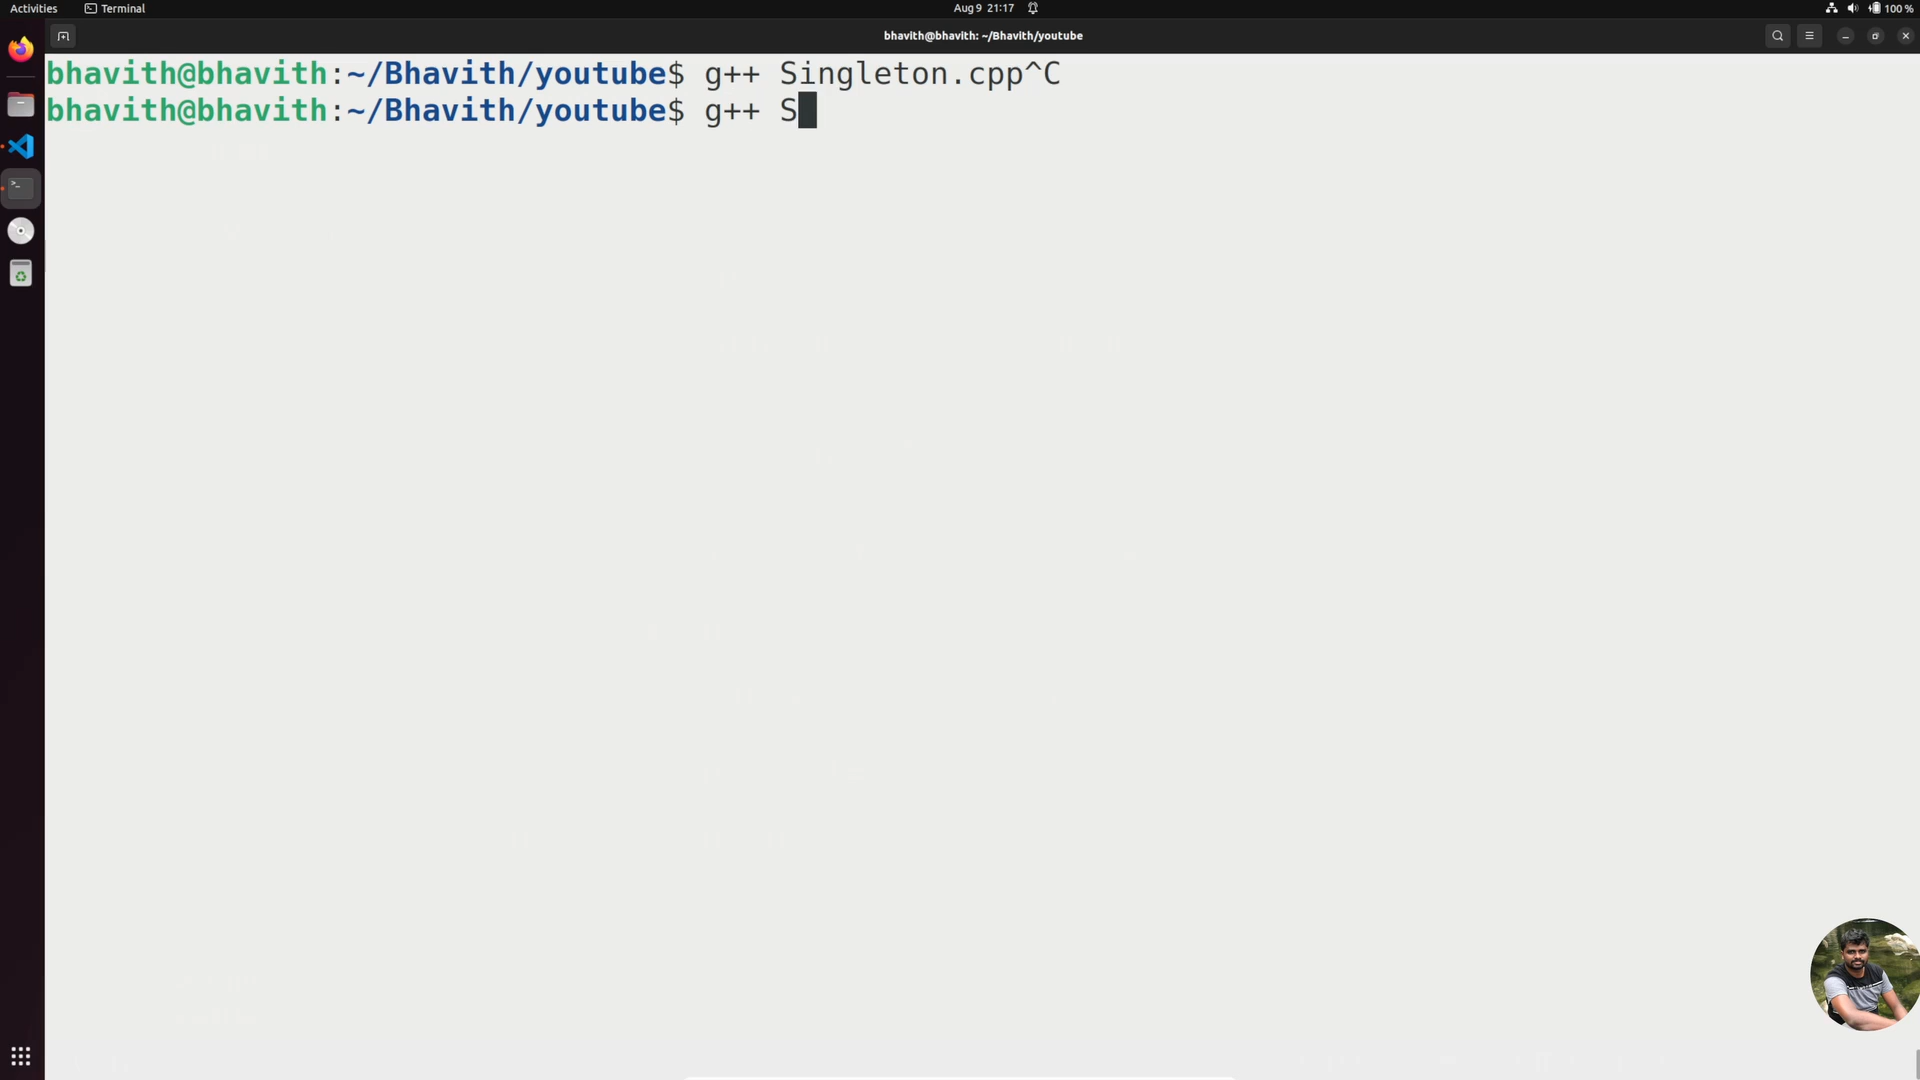 Activities
Terminal
Aug 9 21:17
100 %
bhavith@bhavith: ~/Bhavith/youtube
bhavith@bhavith:~/Bhavith/youtube$ g++ Singleton.cpp^C
bhavith@bhavith:~/Bhavith/youtube$ g++ S